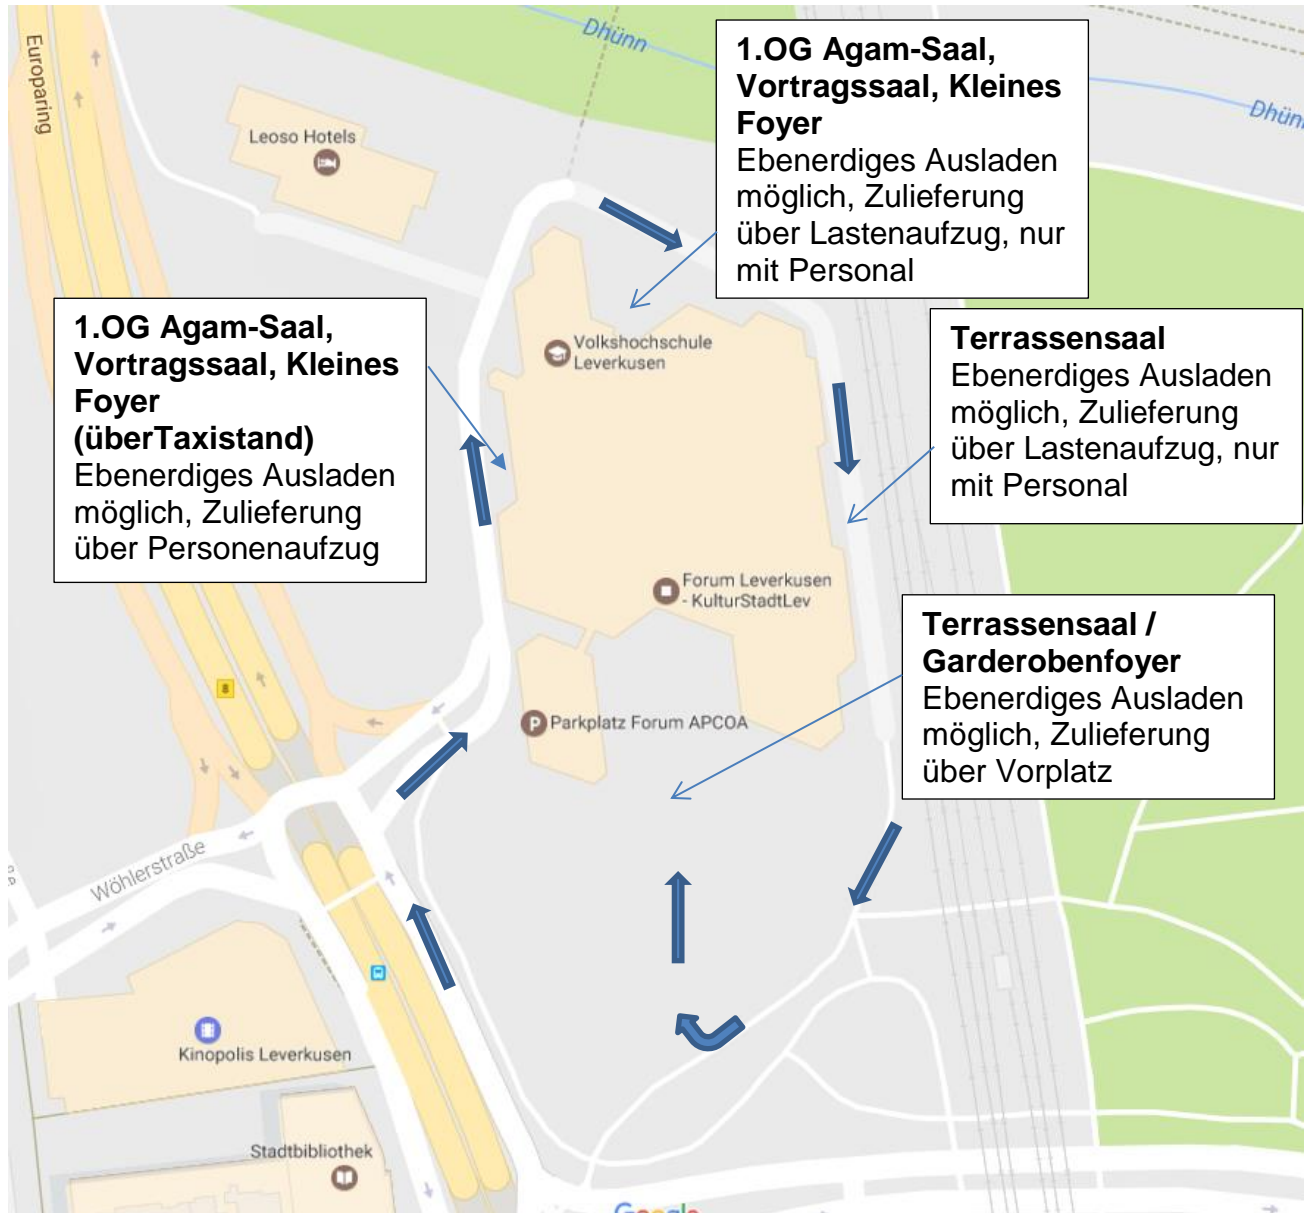 Europaring
Dhünn
Dhünn
Leoso Hotels
1.OG Agam-Saal,
Vortragssaal, Kleines
Foyer
Ebenerdiges Ausladen
möglich, Zulieferung
über Lastenaufzug, nur
mit Personal
1.OG Agam-Saal,
Vortragssaal, Kleines
Foyer
(überTaxistand)
Ebenerdiges Ausladen
möglich, Zulieferung
über Personenaufzug
Volkshochschule
Leverkusen
Terrassensaal
Ebenerdiges Ausladen
möglich, Zulieferung
über Lastenaufzug, nur
mit Personal
Forum Leverkusen
- KulturStadtLev
Terrassensaal /
Garderobenfoyer
Ebenerdiges Ausladen
möglich, Zulieferung
über Vorplatz
8
P
Parkplatz Forum APCOA
Wöhlerstraße
Kinopolis Leverkusen
Stadtbibliothek
Google